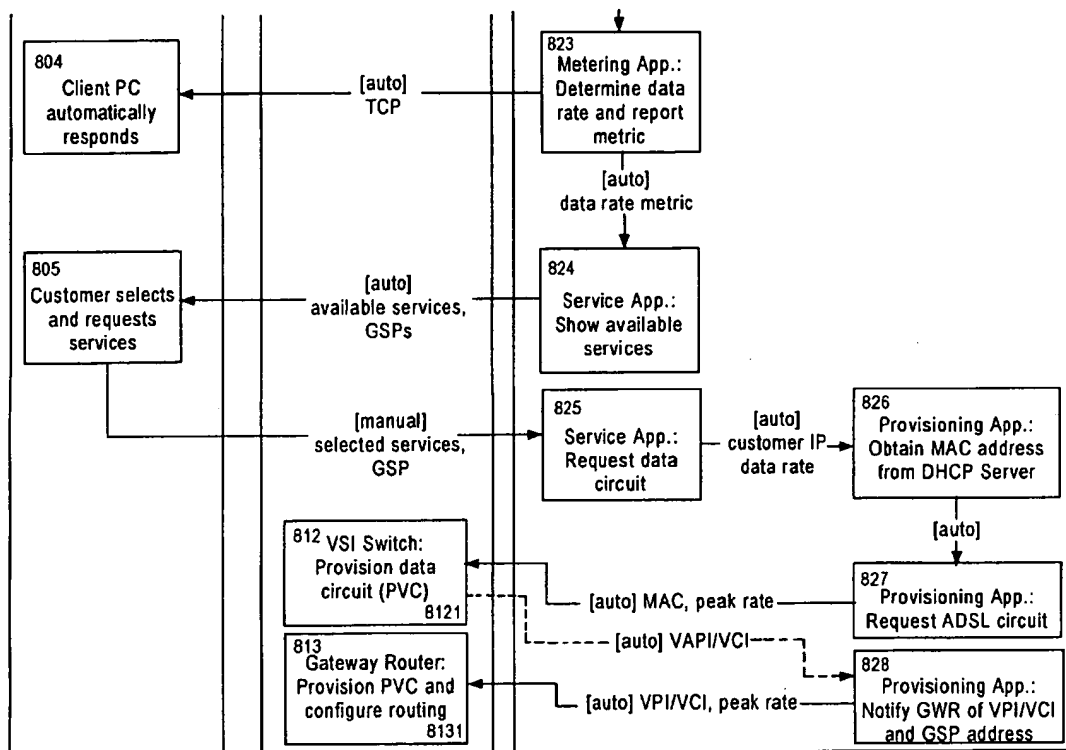 804
Client PC
automatically
responds
[auto]
TCP
823
Metering App.:
Determine data
rate and report
metric
[auto]
data rate metric
805
Customer selects
and requests
services
[auto]
available services,
GSPs
824
Service App.:
Show available
services
[manual]
selected services,
GSP
825
Service App.:
Request data
circuit
[auto]
customer IP
data rate
826
Provisioning App.:
Obtain MAC address
from DHCP Server
[auto]
812 VSI Switch:
Provision data
circuit (PVC)
8121
[auto] MAC, peak rate
827
Provisioning App.:
Request ADSL circuit
[auto] VAPI/VCI
813
Gateway Router:
Provision PVC and
configure routing
8131
[auto] VPI/VCI, peak rate
828
Provisioning App.:
Notify GWR of VPI/VCI
and GSP address